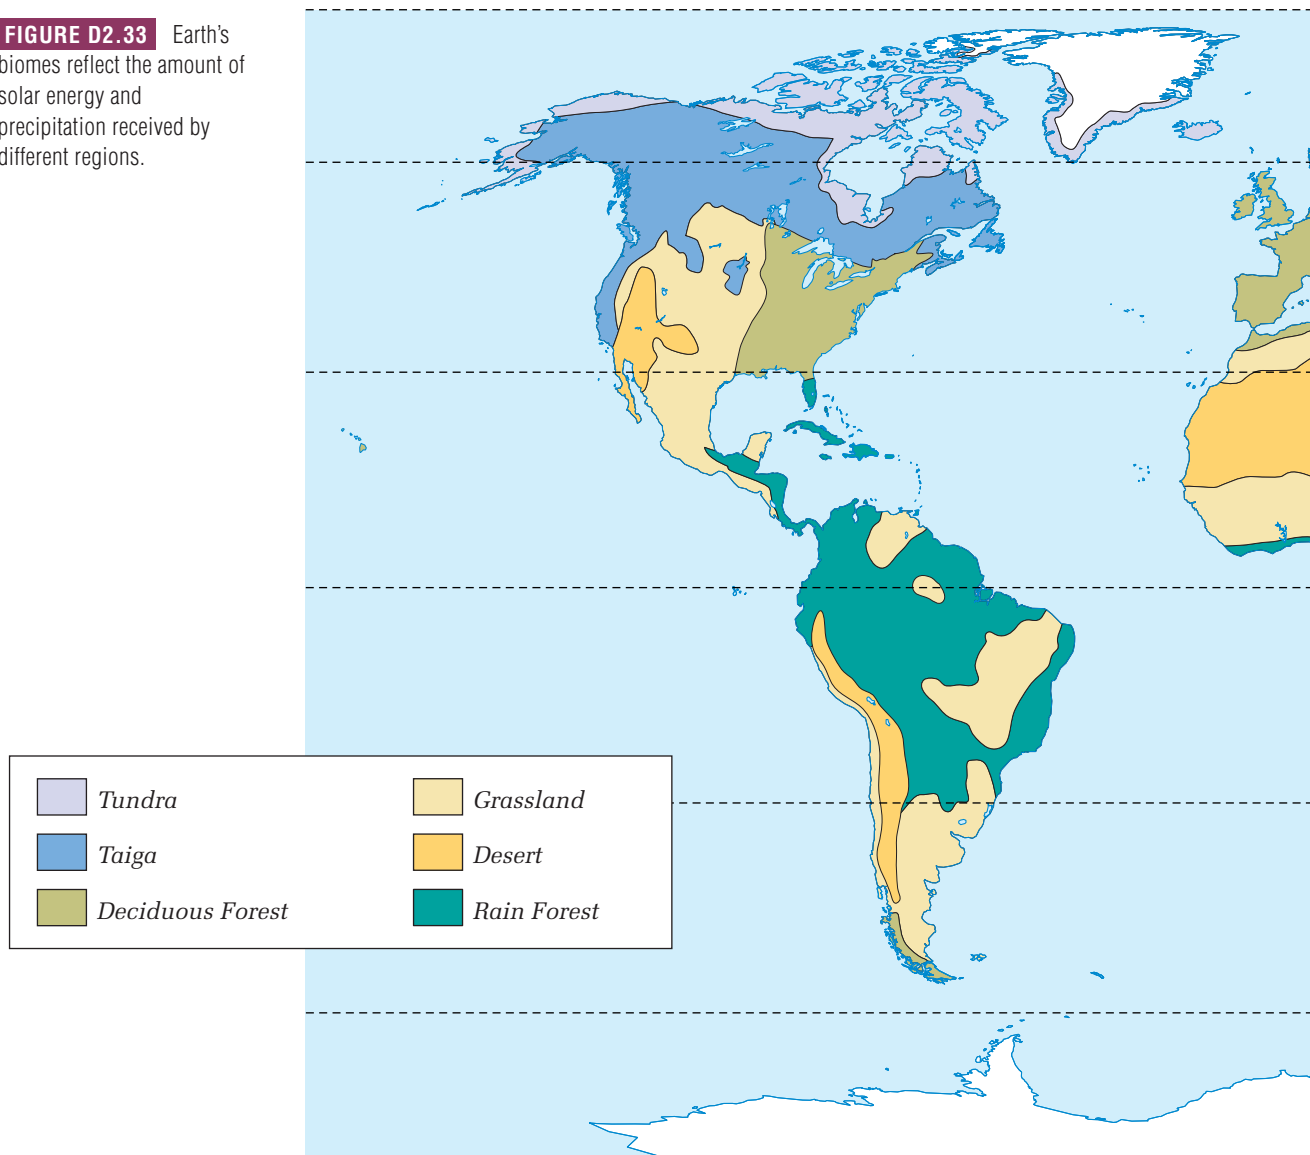 FIGURE D2.33 Earth's
biomes reflect the amount of
solar energy and
precipitation received by
different regions.
Tundra
Taiga
Deciduous Forest
Grassland
Desert
Rain Forest